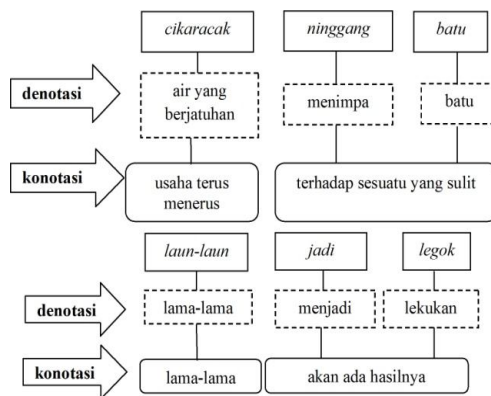 cikaracak ninggang batu
denotasi air yang menimpa batu
berjatuhan
konotasi usaha terus terhadap sesuatu yang sulit
menerus
laun-laun jadi legok
denotasi lama-lama menjadi lekukan
konotasi lama-lama akan ada hasilnya